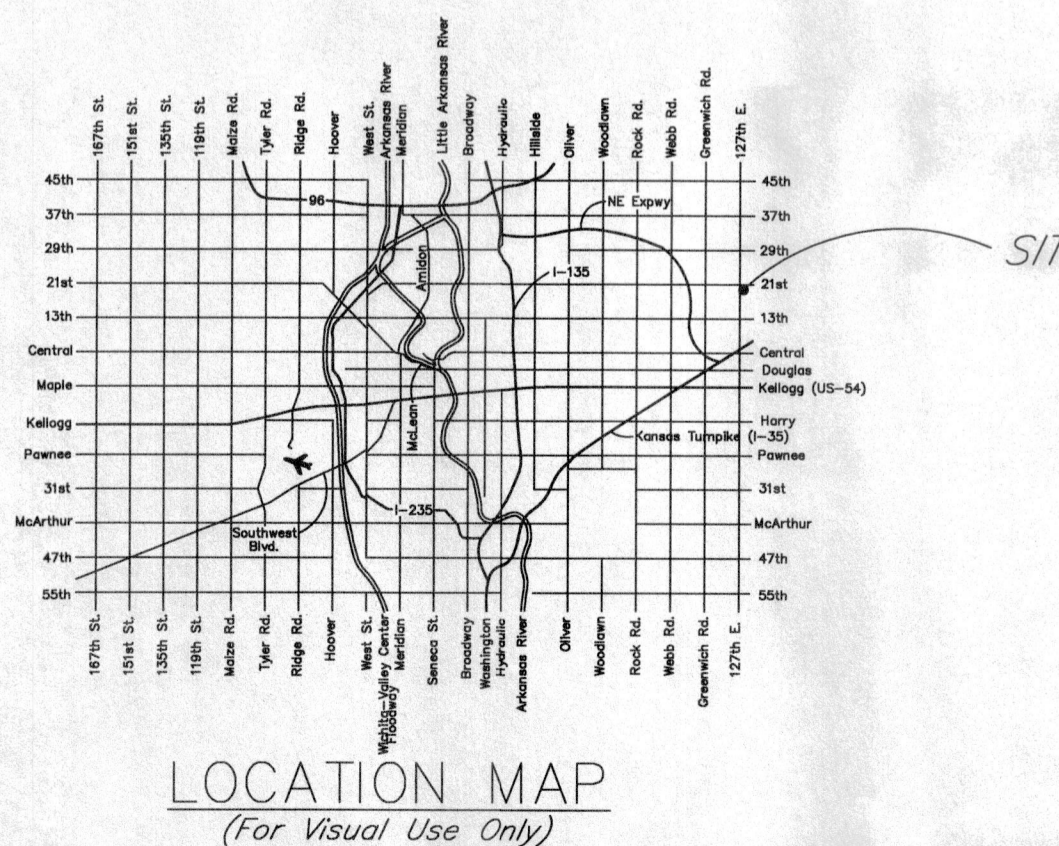 167th St.
151st St.
135th St.
119th St.
Maize Rd.
Tyler Rd.
Ridge Rd.
Hoover
West St.
Arkansas River
Meridian
Little Arkansas River
Broadway
Hydraulic
Hillside
Oliver
Woodlawn
Rock Rd.
Webb Rd.
Greenwich Rd.
127th E.
45th
45th
96
NE Expwy
37th
37th
29th
29th
SIT
Amidon
I-135
21st
21st
13th
13th
Central
Central
Douglas
Maple
Kellogg (US-54)
McLean
Kellogg
Harry
Kansas Turnpike (I-35)
Pawnee
Pawnee
31st
31st
I-235
McArthur
McArthur
Southwest
Blvd.
47th
47th
55th
55th
167th St.
151st St.
135th St.
119th St.
Maize Rd.
Tyler Rd.
Ridge Rd.
Hoover
West St.
Wichita-Valley Center
Floodway
Meridian
Seneca St.
Broadway
Washington
Hydraulic
Arkansas River
Oliver
Woodlawn
Rock Rd.
Webb Rd.
Greenwich Rd.
127th E.
LOCATION MAP
(For Visual Use Only)